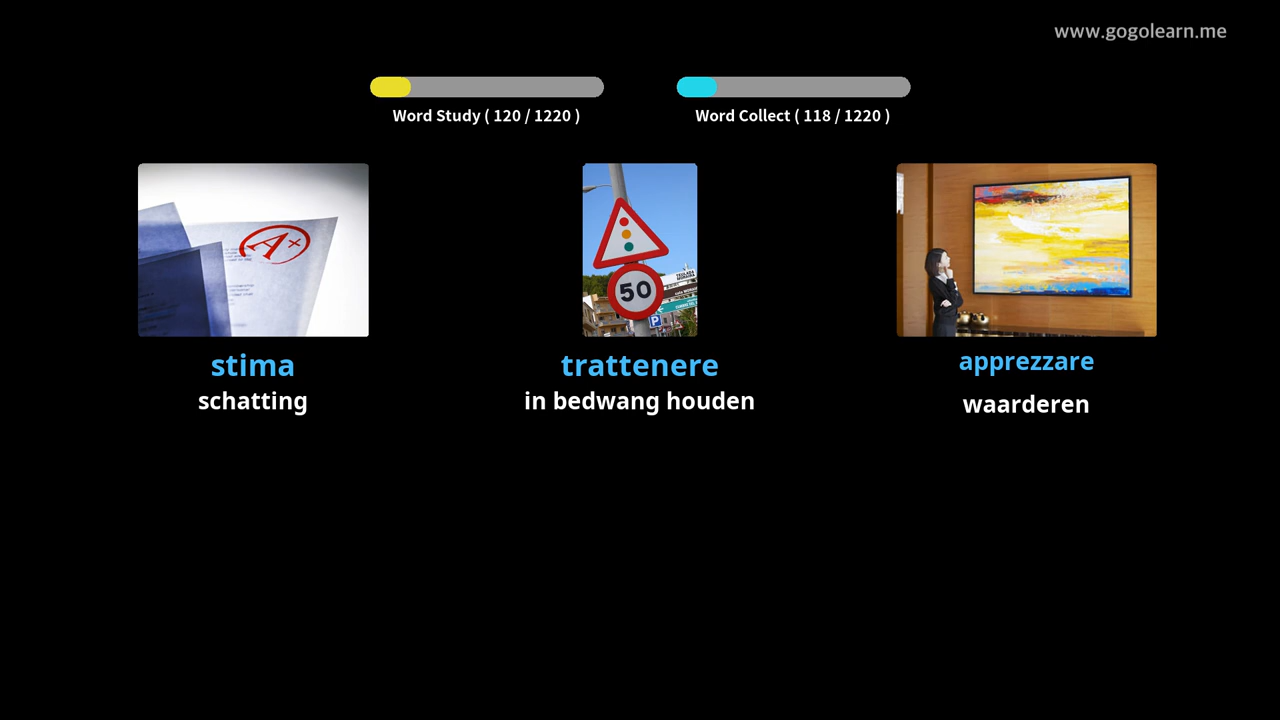 www.gogolearn.me
Word Study ( 120 / 1220 )
Word Collect ( 118 / 1220 )
A+
50
P
stima
trattenere
apprezzare
schatting
in bedwang houden
waarderen